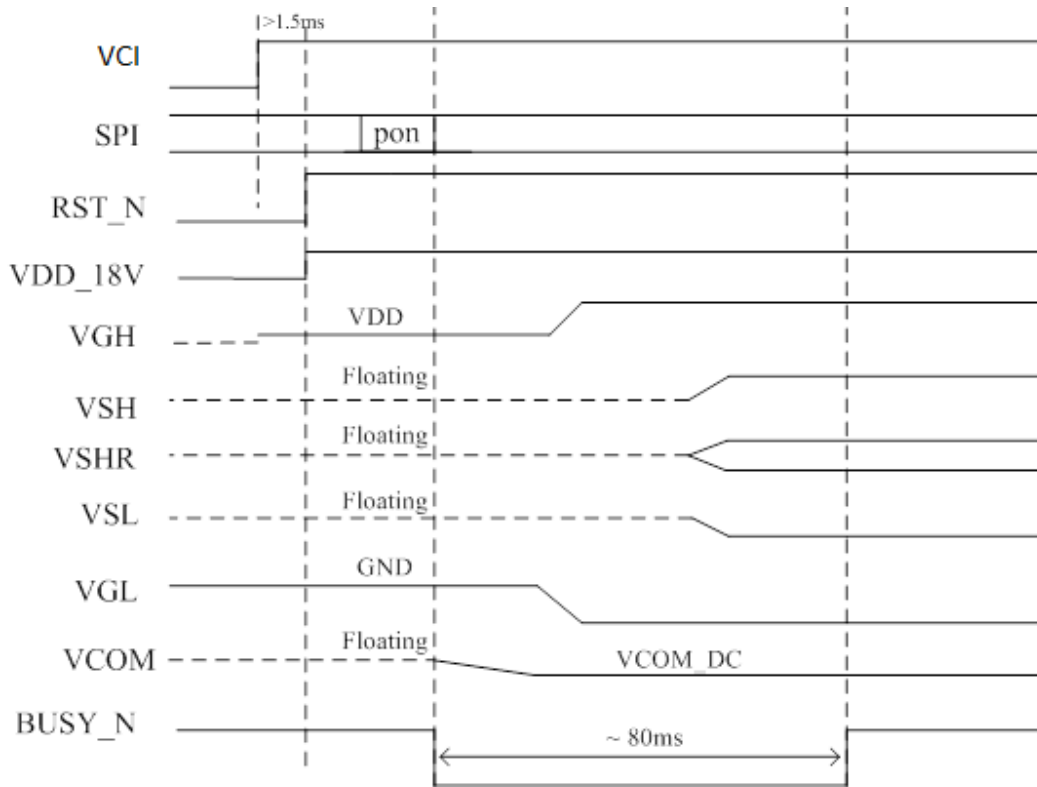 >1.5ms
VCI
SPI
pon
RST_N
VDD_18V
VGH
VDD
VSH
Floating
VSHR
Floating
VSL
Floating
VGL
GND
VCOM
Floating
VCOM_DC
BUSY_N
~ 80ms